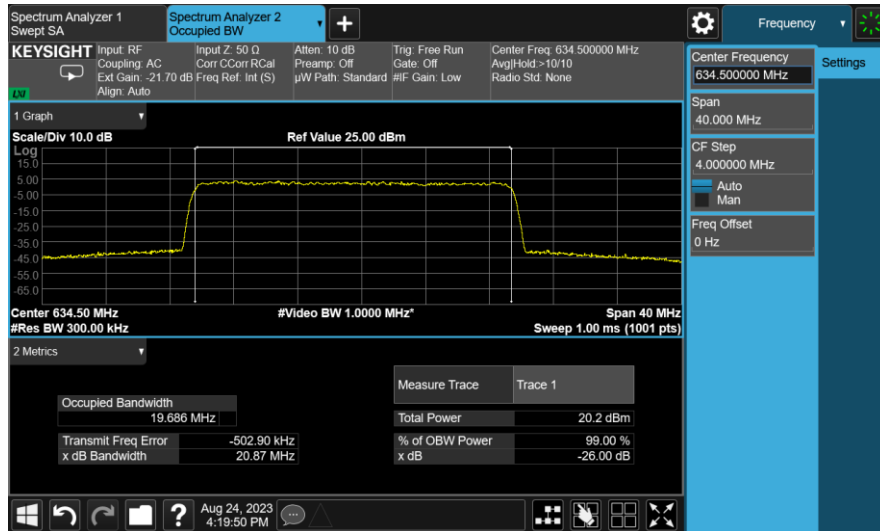 Spectrum Analyzer 1
Swept SA
Spectrum Analyzer 2
Occupied BW
Frequency
KEYSIGHT
Input: RF
Coupling: AC
Ext Gain: -21.70 dB
Align: Auto
Input Z: 50 Ω
Corr CCorr RCal
Freq Ref: Int (S)
Atten: 10 dB
Preamp: Off
µW Path: Standard
Trig: Free Run
Gate: Off
#IF Gain: Low
Center Freq: 634.500000 MHz
Avg|Hold:>10/10
Radio Std: None
LXI
Center Frequency
634.500000 MHz
Settings
Span
40.000 MHz
CF Step
4.000000 MHz
Auto
Man
Freq Offset
0 Hz
1 Graph
Scale/Div 10.0 dB
Ref Value 25.00 dBm
Log
15.0
5.00
-5.00
-15.0
-25.0
-35.0
-45.0
-55.0
-65.0
Center 634.50 MHz
#Video BW 1.0000 MHz*
Span 40 MHz
#Res BW 300.00 kHz
Sweep 1.00 ms (1001 pts)
2 Metrics
Measure Trace
Trace 1
Occupied Bandwidth
19.686 MHz
Total Power
20.2 dBm
Transmit Freq Error
-502.90 kHz
% of OBW Power
99.00 %
x dB Bandwidth
20.87 MHz
x dB
-26.00 dB
Aug 24, 2023
4:19:50 PM